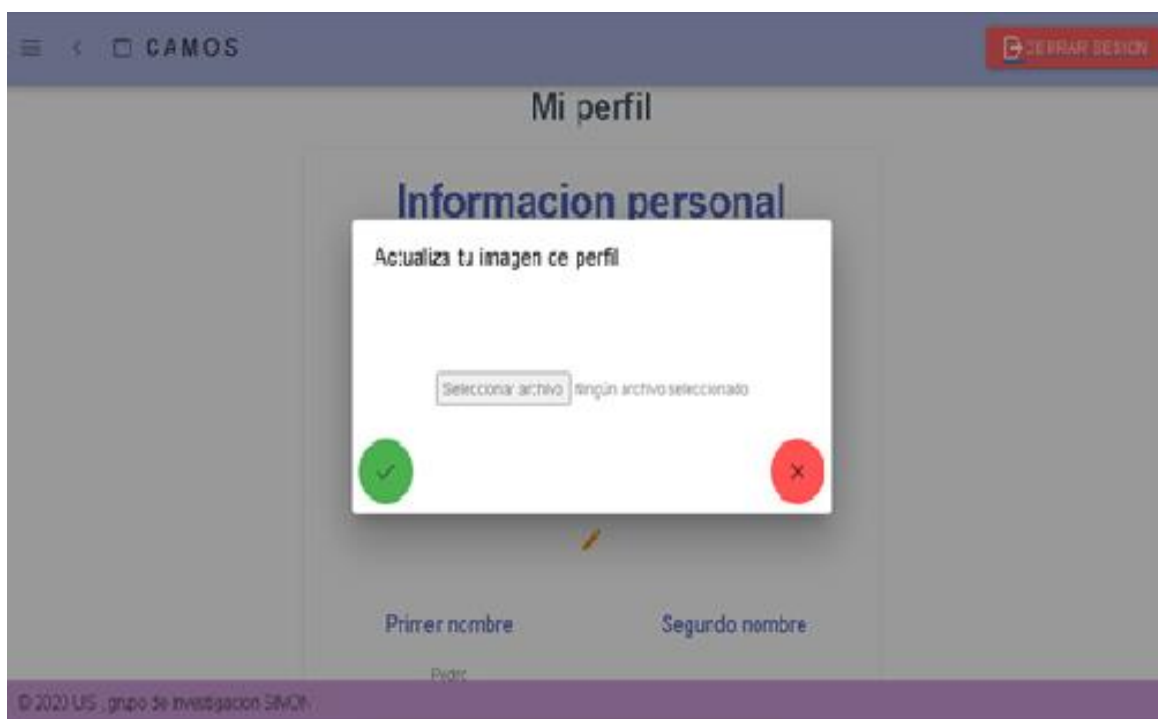 CAMOS
CERRAR SESION
Mi perfil
Informacion personal
Actualiza tu imagen de perfil
Seleccionar archivo Ningún archivo seleccionado
Primer nombre Segundo nombre
Pedro
© 2020 UIS , grupo de investigacion SIMON